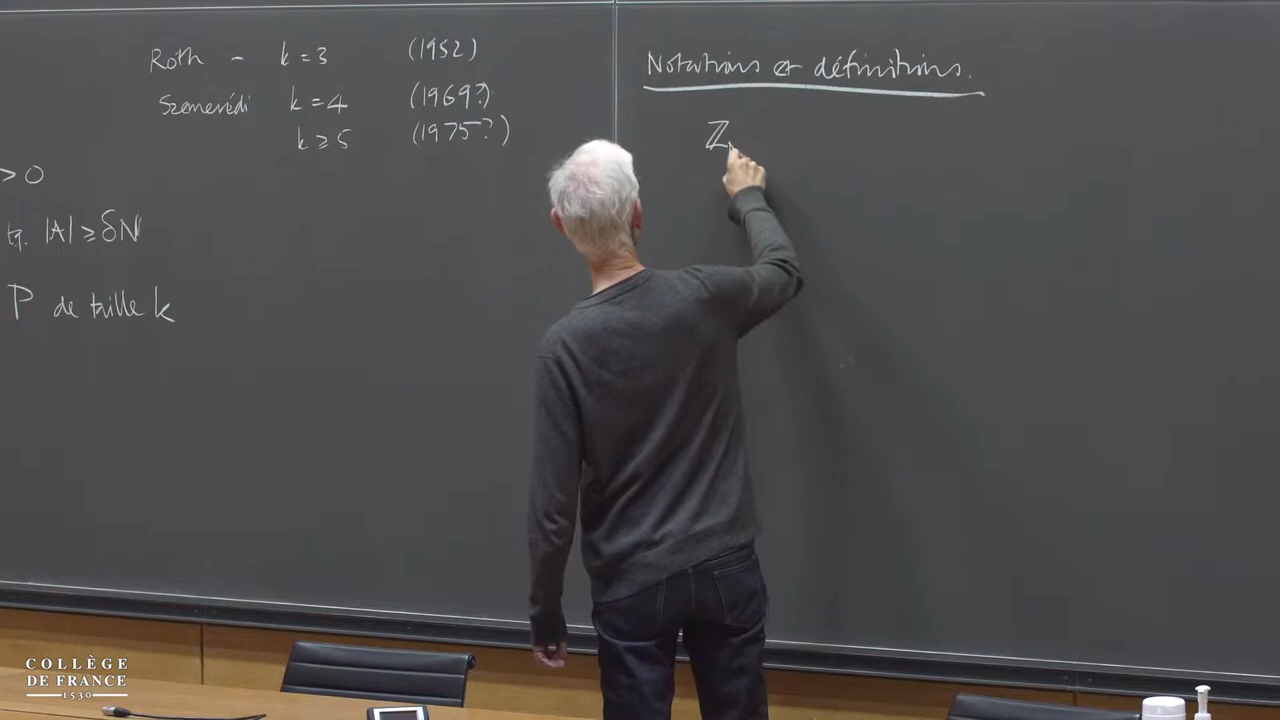 Roth - k = 3 (1952)
Szemerédi k = 4 (1969?)
k ≥ 5 (1975?)
> 0
tq. |A| ≥ δN
P de taille k
Notations et définitions.
ℤ
COLLÈGE
DE FRANCE
1530